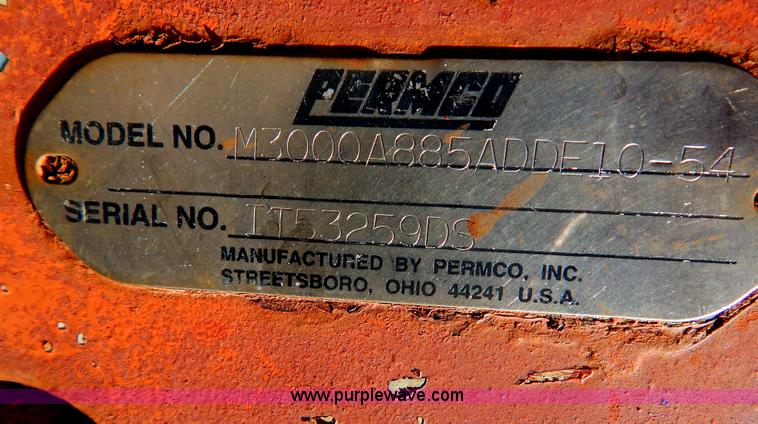 PERMCO
MODEL NO. M3000A885ADDE10-54
SERIAL NO. IT53259DS
MANUFACTURED BY PERMCO, INC.
STREETSBORO, OHIO 44241 U.S.A.
www.purplewave.com